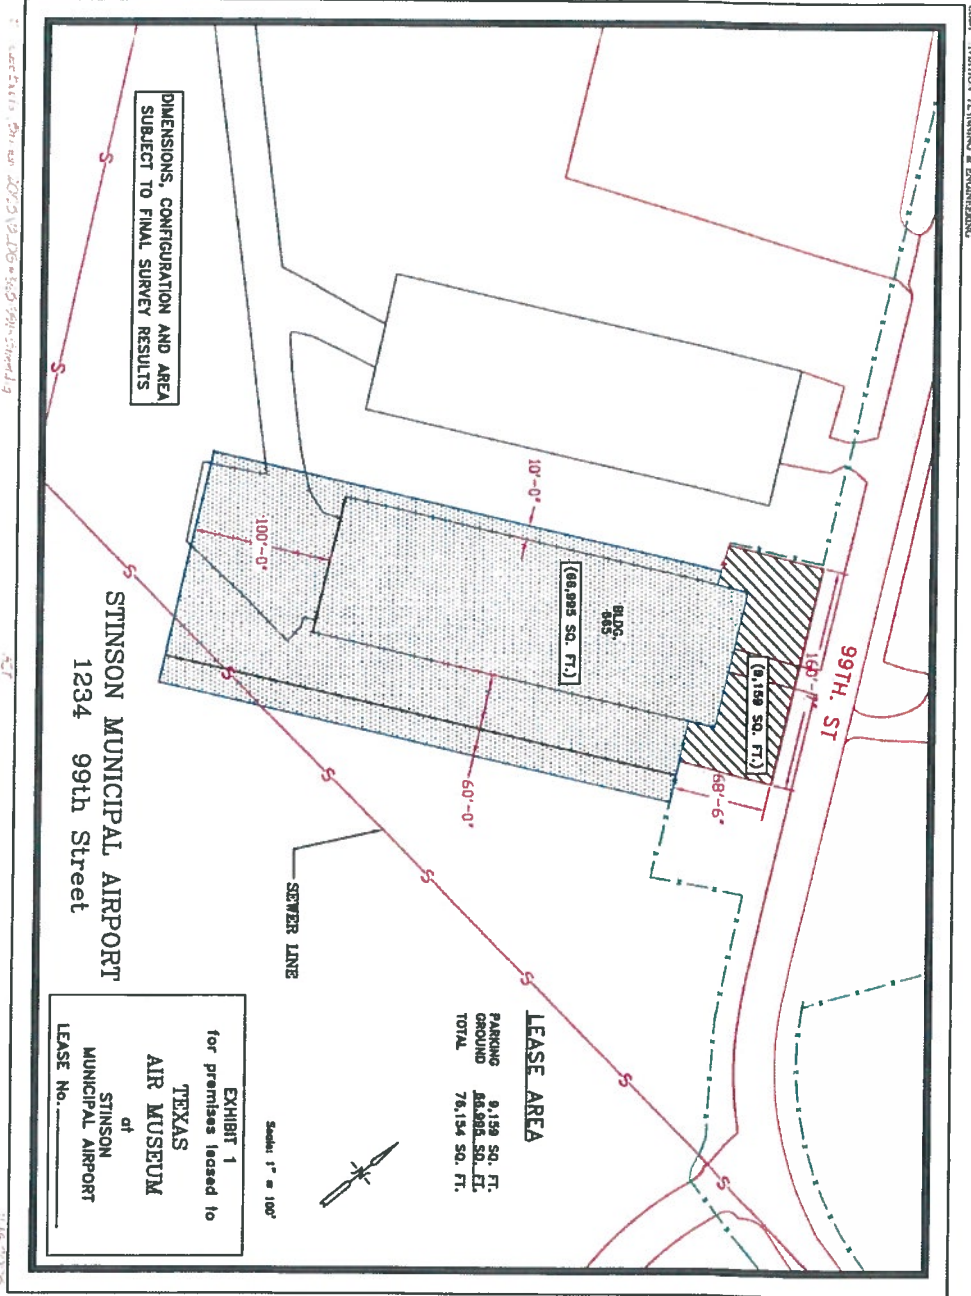 DIMENSIONS, CONFIGURATION AND AREA
SUBJECT TO FINAL SURVEY RESULTS
99TH. ST
160'-7"
(9,159 SQ. FT.)
68'-6"
10'-0"
BLDG.
665
(66,995 SQ. FT.)
100'-0"
60'-0"
S
S
S
S
S
S
S
S
S
SEWER LINE
STINSON MUNICIPAL AIRPORT
1234 99th Street
LEASE AREA
PARKING 9,159 SQ. FT.
GROUND 66,995 SQ. FT.
TOTAL 76,154 SQ. FT.
N
Scale: 1" = 100'
EXHIBIT 1
for premises leased to
TEXAS
AIR MUSEUM
at
STINSON
MUNICIPAL AIRPORT
LEASE No.